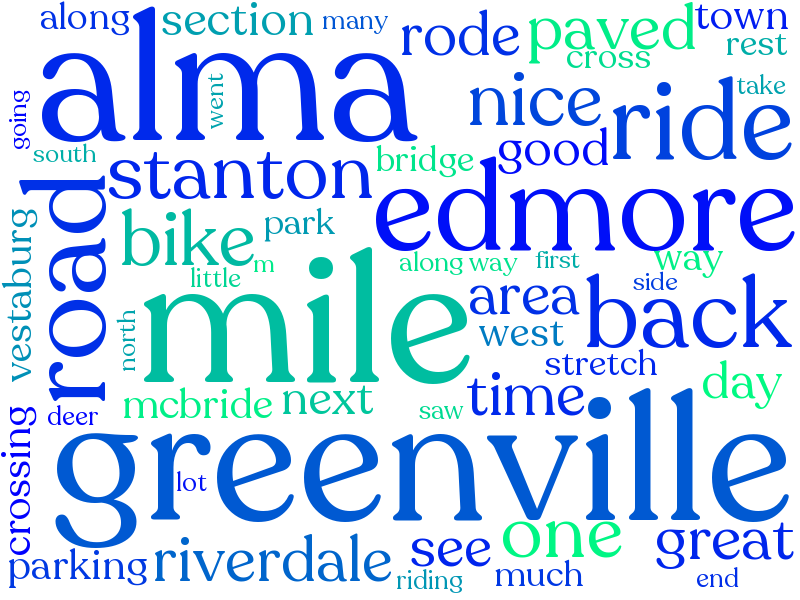 along section many rode paved town
cross rest
alma went nice ride take
going
south stanton bridge good
road edmore
vestaburg bike park
little m along way first way
north mile area back side
west
stretch
mcbride next saw time day
deer
crossing greenville
lot
parking riverdale see one great
riding much end